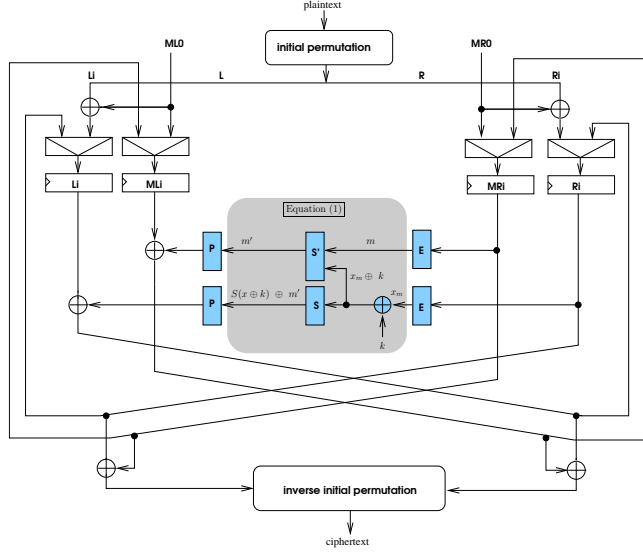 plaintext
initial permutation
ML0
MR0
Li
L
R
Ri
Li
MLi
MRi
Ri
Equation (1)
P
m′
S'
m
E
x_m ⊕ k
P
S(x ⊕ k) ⊕ m′
S
x_m
E
k
inverse initial permutation
ciphertext